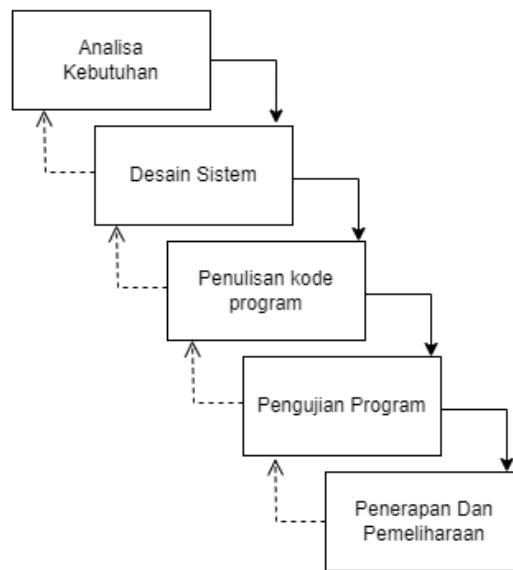 Analisa
Kebutuhan
Desain Sistem
Penulisan kode
program
Pengujian Program
Penerapan Dan
Pemeliharaan